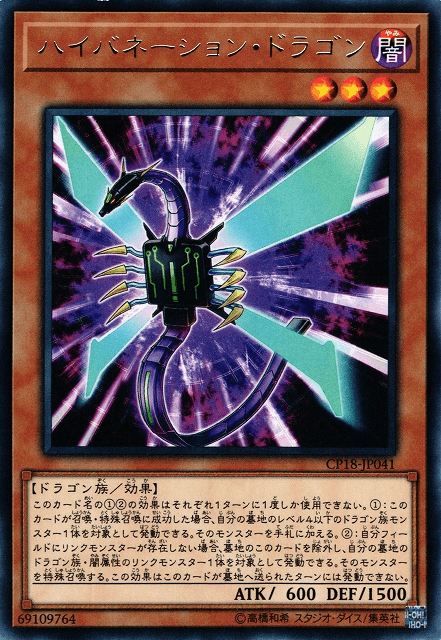 ハイバネーション・ドラゴン
闇
CP18-JP041
【ドラゴン族／効果】
このカード名の①②の効果はそれぞれ1ターンに1度しか使用できない。①：この
カードが召喚・特殊召喚に成功した場合、自分の墓地のレベル4以下のドラゴン族モン
スター1体を対象として発動できる。そのモンスターを手札に加える。②：自分フィー
ルドにリンクモンスターが存在しない場合、墓地のこのカードを除外し、自分の墓地の
ドラゴン族・闇属性のリンクモンスター1体を対象として発動できる。そのモンスター
を特殊召喚する。この効果はこのカードが墓地へ送られたターンには発動できない。
ATK/ 600 DEF/1500
69109764
©高橋和希 スタジオ・ダイス/集英社